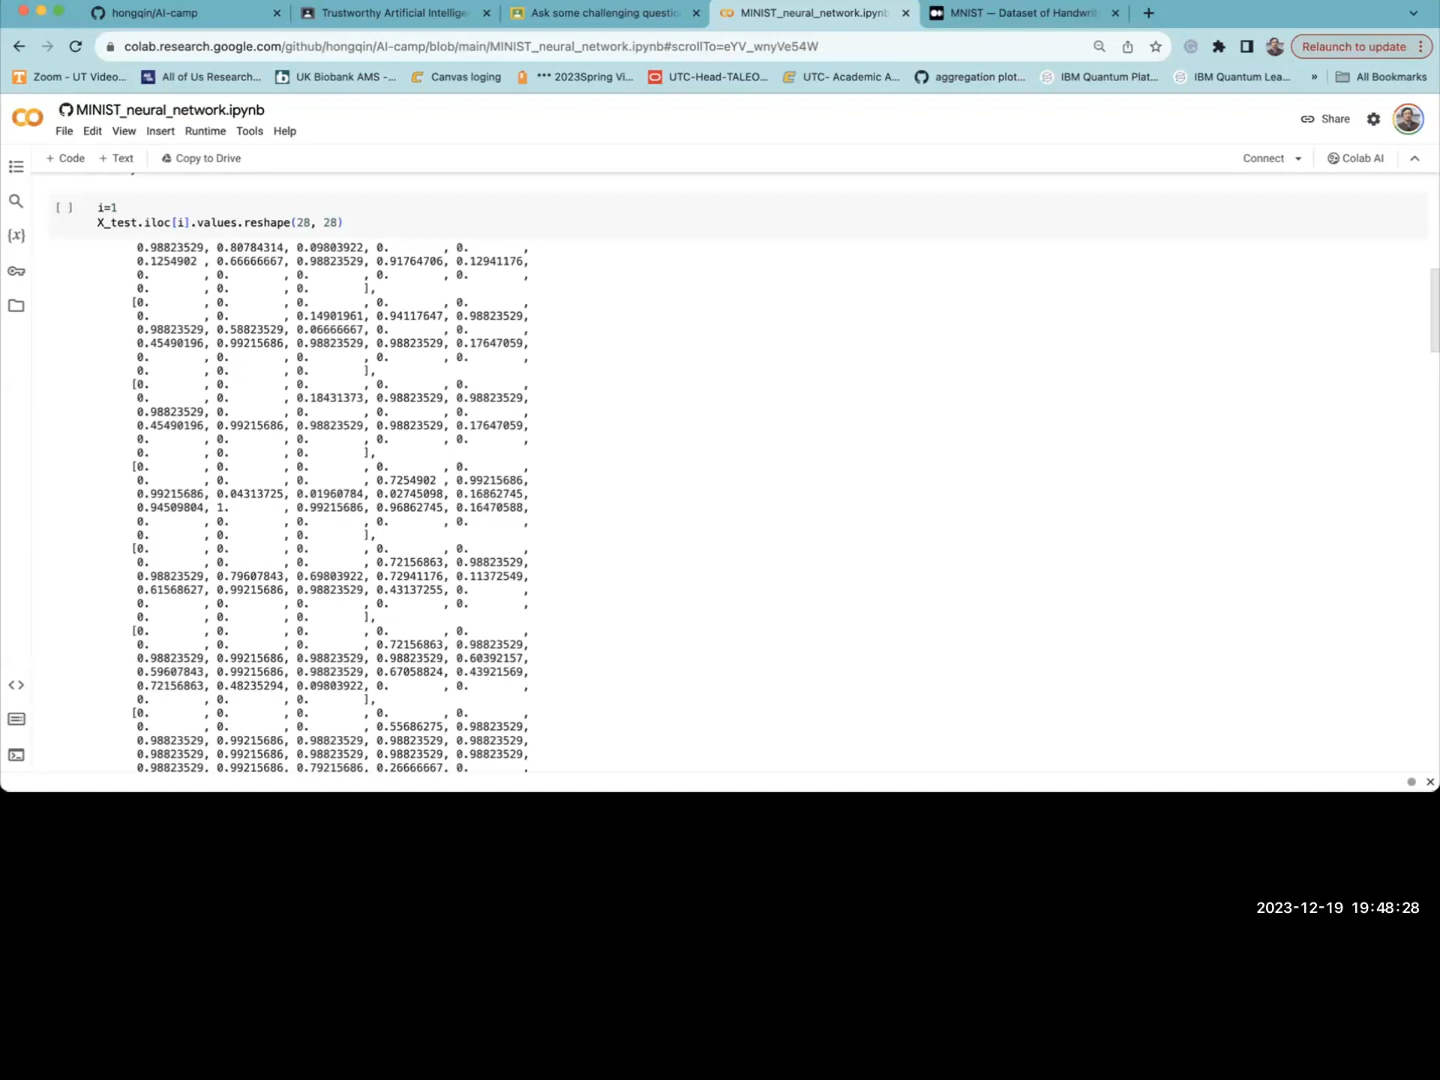 hongqin/AI-camp
Trustworthy Artificial Intellige
Ask some challenging questio
MINIST_neural_network.ipynb
MNIST — Dataset of Handwri
colab.research.google.com/github/hongqin/AI-camp/blob/main/MINIST_neural_network.ipynb#scrollTo=eYV_wnyVe54W
Relaunch to update
Zoom - UT Video...
All of Us Research...
UK Biobank AMS -...
Canvas loging
*** 2023Spring Vi...
UTC-Head-TALEO...
UTC- Academic A...
aggregation plot...
IBM Quantum Plat...
IBM Quantum Lea...
»
All Bookmarks
MINIST_neural_network.ipynb
File Edit View Insert Runtime Tools Help
Share
+ Code + Text Copy to Drive
Connect
Colab AI
[ ] i=1
X_test.iloc[i].values.reshape(28, 28)
0.98823529, 0.80784314, 0.09803922, 0. , 0. ,
0.1254902 , 0.66666667, 0.98823529, 0.91764706, 0.12941176,
0. , 0. , 0. , 0. , 0. ,
0. , 0. , 0. ],
[0. , 0. , 0. , 0. , 0. ,
0. , 0. , 0.14901961, 0.94117647, 0.98823529,
0.98823529, 0.58823529, 0.06666667, 0. , 0. ,
0.45490196, 0.99215686, 0.98823529, 0.98823529, 0.17647059,
0. , 0. , 0. , 0. , 0. ,
0. , 0. , 0. ],
[0. , 0. , 0. , 0. , 0. ,
0. , 0. , 0.18431373, 0.98823529, 0.98823529,
0.98823529, 0. , 0. , 0. , 0. ,
0.45490196, 0.99215686, 0.98823529, 0.98823529, 0.17647059,
0. , 0. , 0. , 0. , 0. ,
0. , 0. , 0. ],
[0. , 0. , 0. , 0. , 0. ,
0. , 0. , 0. , 0.7254902 , 0.99215686,
0.99215686, 0.04313725, 0.01960784, 0.02745098, 0.16862745,
0.94509804, 1. , 0.99215686, 0.96862745, 0.16470588,
0. , 0. , 0. , 0. , 0. ,
0. , 0. , 0. ],
[0. , 0. , 0. , 0. , 0. ,
0. , 0. , 0. , 0.72156863, 0.98823529,
0.98823529, 0.79607843, 0.69803922, 0.72941176, 0.11372549,
0.61568627, 0.99215686, 0.98823529, 0.43137255, 0. ,
0. , 0. , 0. , 0. , 0. ,
0. , 0. , 0. ],
[0. , 0. , 0. , 0. , 0. ,
0. , 0. , 0. , 0.72156863, 0.98823529,
0.98823529, 0.99215686, 0.98823529, 0.98823529, 0.60392157,
0.59607843, 0.99215686, 0.98823529, 0.67058824, 0.43921569,
0.72156863, 0.48235294, 0.09803922, 0. , 0. ,
0. , 0. , 0. ],
[0. , 0. , 0. , 0. , 0. ,
0. , 0. , 0. , 0.55686275, 0.98823529,
0.98823529, 0.99215686, 0.98823529, 0.98823529, 0.98823529,
0.98823529, 0.99215686, 0.98823529, 0.98823529, 0.98823529,
0.98823529, 0.99215686, 0.79215686, 0.26666667, 0. ,
2023-12-19 19:48:28